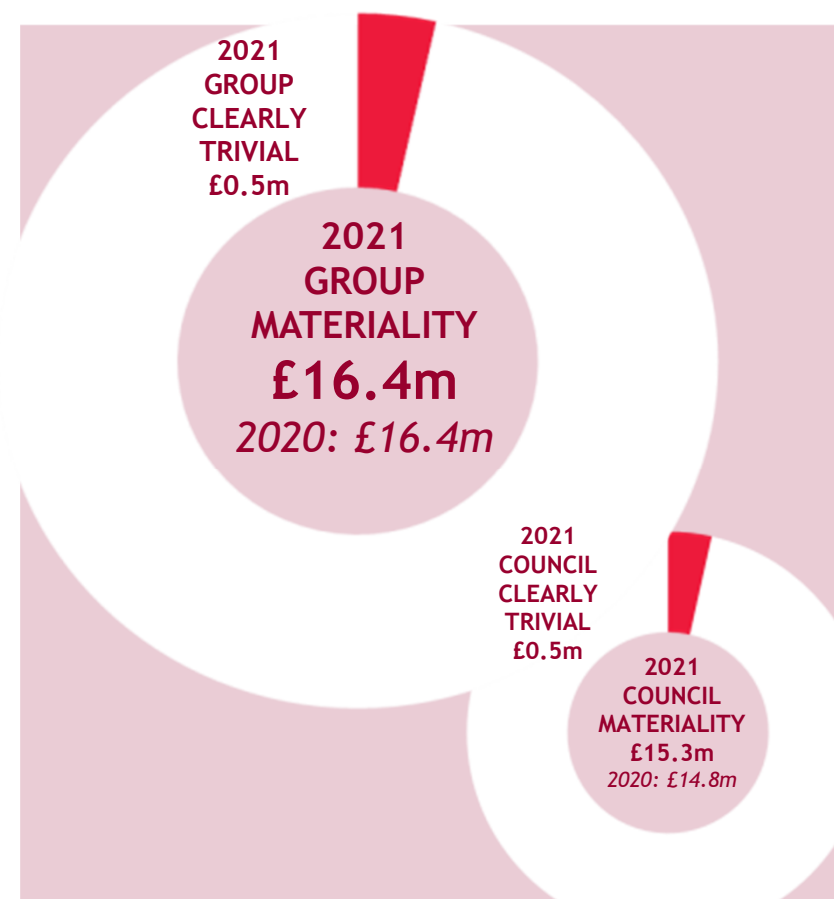 2021
GROUP
CLEARLY
TRIVIAL
£0.5m
2021
GROUP
MATERIALITY
£16.4m
2020: £16.4m
2021
COUNCIL
CLEARLY
TRIVIAL
£0.5m
2021
COUNCIL
MATERIALITY
£15.3m
2020: £14.8m